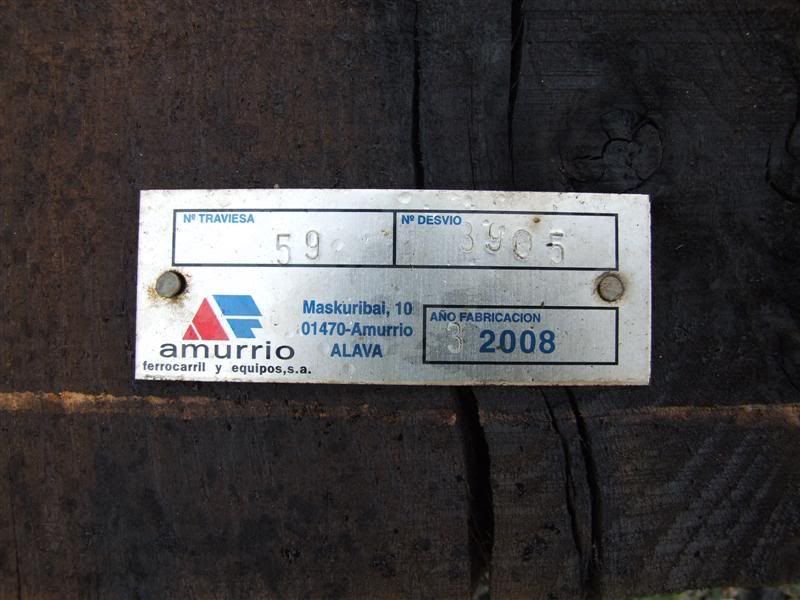 Nº TRAVIESA
59
Nº DESVIO
3905
amurrio
ferrocarril y equipos,s.a.
Maskuribai, 10
01470-Amurrio
ALAVA
AÑO FABRICACION
3 2008